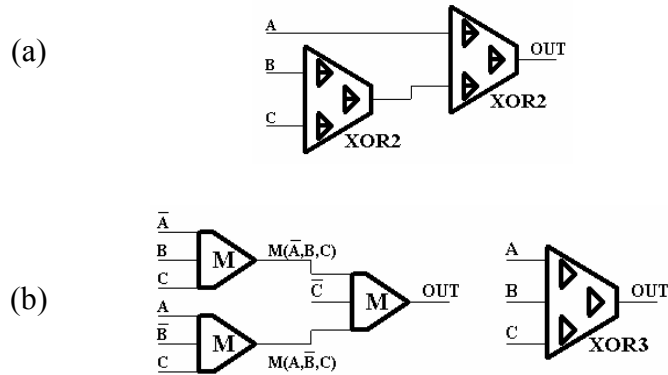 (a)
A
B
C
XOR2
OUT
XOR2
(b)
A̅
B
C
M
M(A̅,B,C)
A
B̅
C
M
M(A,B̅,C)
C̅
M
OUT
A
B
C
OUT
XOR3